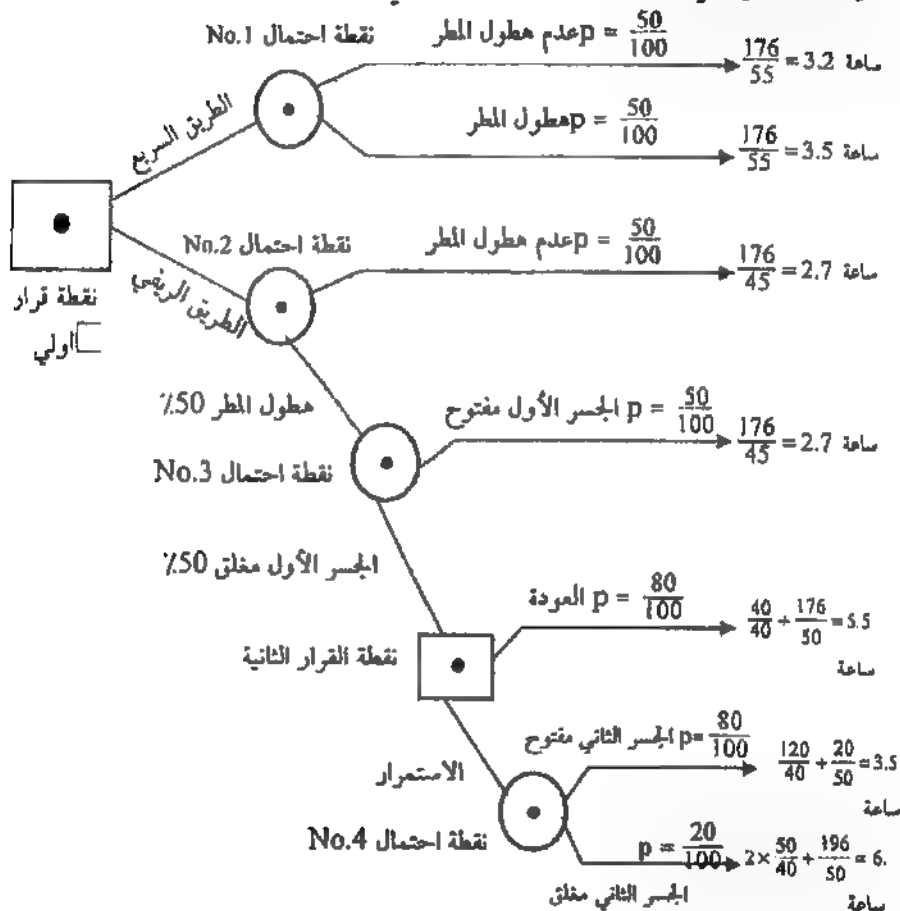 نقطة احتمال No.1
عدم هطول المطر p = 50/100
176/55 = 3.2 ساعة
الطريق السريع
هطول المطر p = 50/100
176/55 = 3.5 ساعة
نقطة قرار
اولي
نقطة احتمال No.2
عدم هطول المطر p = 50/100
176/45 = 2.7 ساعة
الطريق الريفي
هطول المطر 50٪
الجسر الأول مفتوح p = 50/100
176/45 = 2.7 ساعة
نقطة احتمال No.3
الجسر الأول مغلق 50٪
العودة p = 80/100
40/40 + 176/50 = 5.5
ساعة
نقطة القرار الثانية
الجسر الثاني مفتوح p= 80/100
120/40 + 20/50 = 3.5
ساعة
الاستمرار
نقطة احتمال No.4
p = 20/100
2× 50/40 + 196/50 = 6.
ساعة
الجسر الثاني مغلق